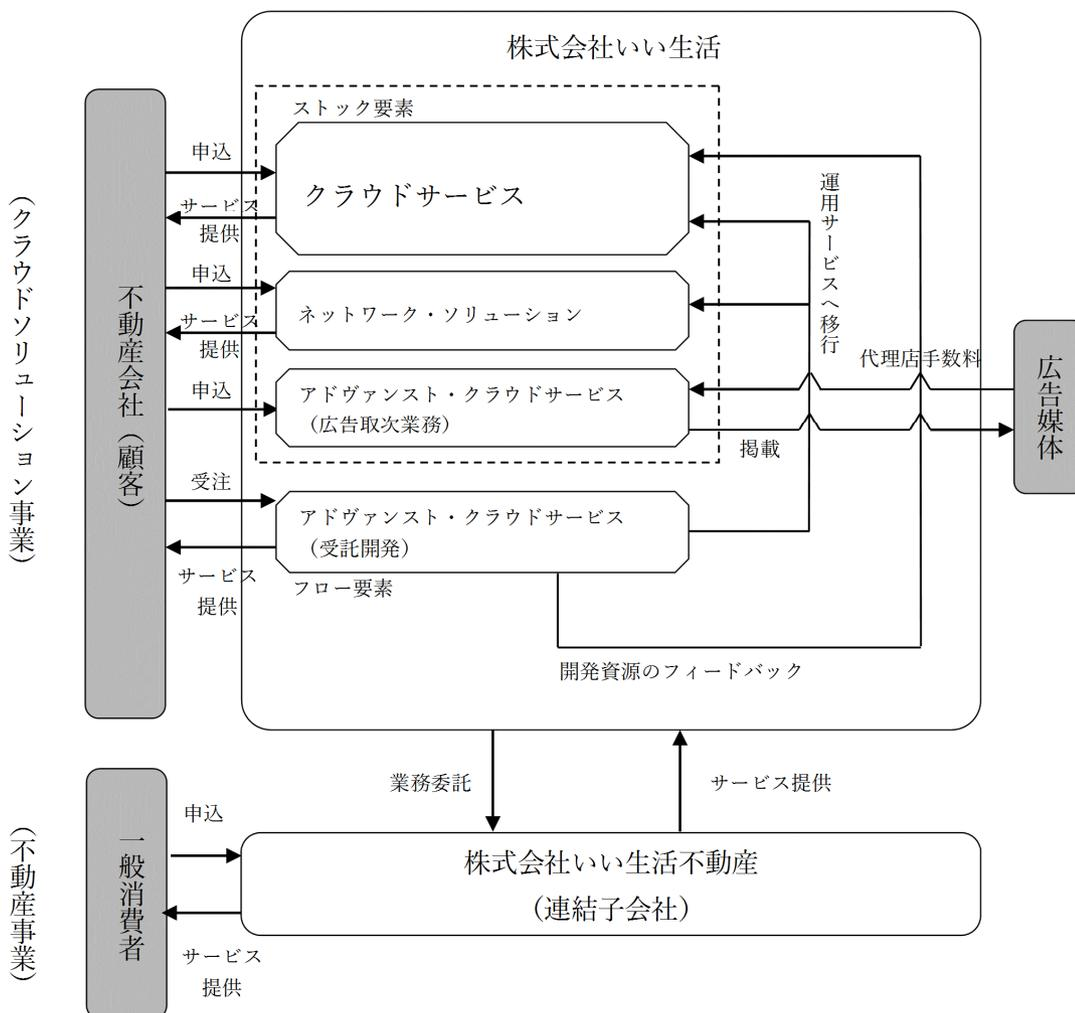 株式会社いい生活
ストック要素
申込
クラウドサービス
サービス
提供
申込
ネットワーク・ソリューション
サービス
提供
申込
アドヴァンスト・クラウドサービス
（広告取次業務）
受注
アドヴァンスト・クラウドサービス
（受託開発）
サービス
提供
フロー要素
運用サービスへ移行
代理店手数料
掲載
広告媒体
開発資源のフィードバック
不動産会社（顧客）
（クラウドソリューション事業）
業務委託
サービス提供
申込
株式会社いい生活不動産
（連結子会社）
サービス
提供
一般消費者
（不動産事業）